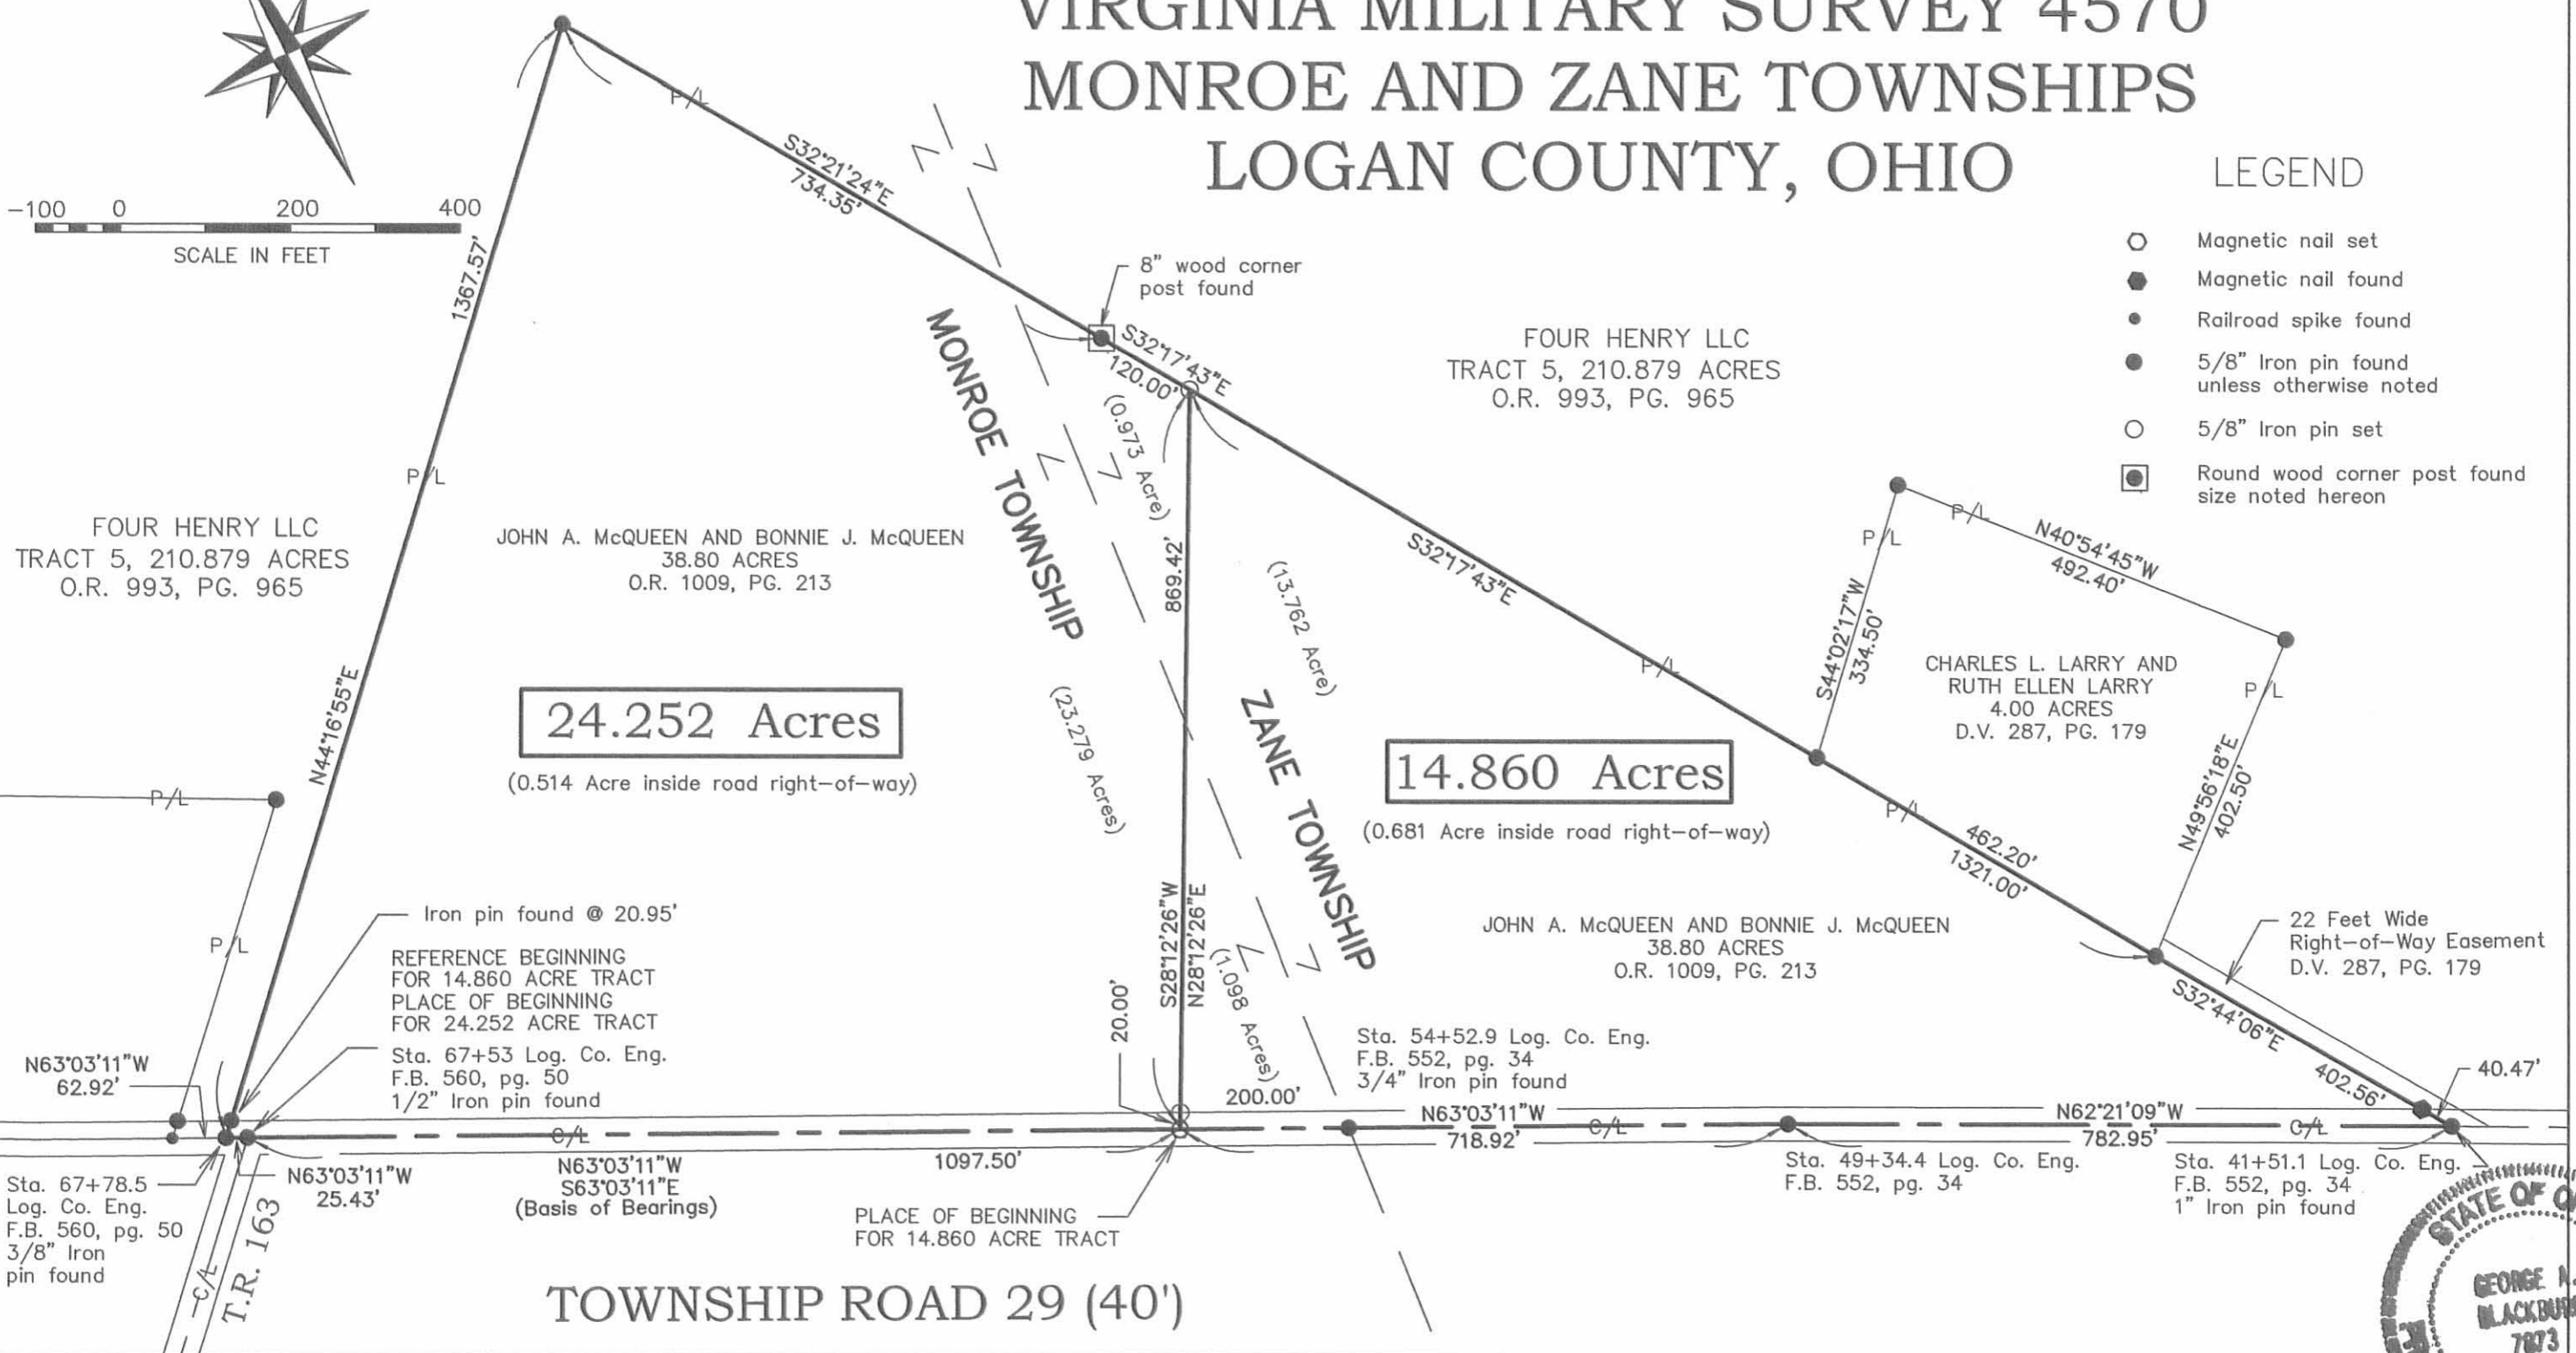 VIRGINIA MILITARY SURVEY 4570
MONROE AND ZANE TOWNSHIPS
LOGAN COUNTY, OHIO
-100 0 200 400
SCALE IN FEET
LEGEND
Magnetic nail set
Magnetic nail found
Railroad spike found
5/8" Iron pin found
unless otherwise noted
5/8" Iron pin set
Round wood corner post found
size noted hereon
P/L
S32°21'24"E
734.35'
1367.57'
P/L
N44°16'55"E
8" wood corner
post found
S32°17'43"E
120.00'
(0.973 Acre)
MONROE TOWNSHIP
FOUR HENRY LLC
TRACT 5, 210.879 ACRES
O.R. 993, PG. 965
FOUR HENRY LLC
TRACT 5, 210.879 ACRES
O.R. 993, PG. 965
JOHN A. McQUEEN AND BONNIE J. McQUEEN
38.80 ACRES
O.R. 1009, PG. 213
24.252 Acres
(0.514 Acre inside road right-of-way)
(23.279 Acres)
869.42'
S28°12'26"W
N28°12'26"E
(13.762 Acre)
ZANE TOWNSHIP
(1.098 Acres)
S32°17'43"E
P/L
14.860 Acres
(0.681 Acre inside road right-of-way)
P/L
S44°02'17"W
334.50'
P/L
N40°54'45"W
492.40'
CHARLES L. LARRY AND
RUTH ELLEN LARRY
4.00 ACRES
D.V. 287, PG. 179
P/L
N49°56'18"E
402.50'
P/L
462.20'
1321.00'
JOHN A. McQUEEN AND BONNIE J. McQUEEN
38.80 ACRES
O.R. 1009, PG. 213
22 Feet Wide
Right-of-Way Easement
D.V. 287, PG. 179
S32°44'06"E
402.56'
40.47'
P/L
P/L
Iron pin found @ 20.95'
REFERENCE BEGINNING
FOR 14.860 ACRE TRACT
PLACE OF BEGINNING
FOR 24.252 ACRE TRACT
Sta. 67+53 Log. Co. Eng.
F.B. 560, pg. 50
1/2" Iron pin found
N63°03'11"W
62.92'
20.00'
200.00'
Sta. 54+52.9 Log. Co. Eng.
F.B. 552, pg. 34
3/4" Iron pin found
N63°03'11"W
718.92'
C/L
C/L
N62°21'09"W
782.95'
C/L
Sta. 67+78.5
Log. Co. Eng.
F.B. 560, pg. 50
3/8" Iron
pin found
N63°03'11"W
25.43'
N63°03'11"W
S63°03'11"E
(Basis of Bearings)
1097.50'
PLACE OF BEGINNING
FOR 14.860 ACRE TRACT
Sta. 49+34.4 Log. Co. Eng.
F.B. 552, pg. 34
Sta. 41+51.1 Log. Co. Eng.
F.B. 552, pg. 34
1" Iron pin found
C/L
T.R. 163
TOWNSHIP ROAD 29 (40')
STATE OF
GEORGE
7873